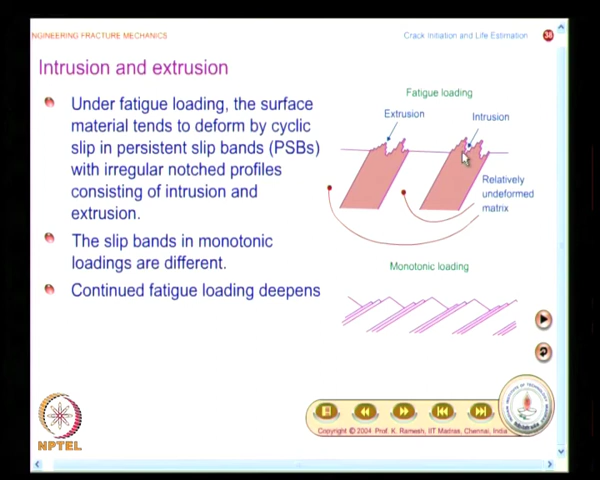 NGINEERING FRACTURE MECHANICS
Crack Initiation and Life Estimation
38
Intrusion and extrusion
Under fatigue loading, the surface
material tends to deform by cyclic
slip in persistent slip bands (PSBs)
with irregular notched profiles
consisting of intrusion and
extrusion.
The slip bands in monotonic
loadings are different.
Continued fatigue loading deepens
Fatigue loading
Extrusion
Intrusion
Relatively
undeformed
matrix
Monotonic loading
Copyright © 2004 Prof. K. Ramesh, IIT Madras, Chennai, India
NPTEL